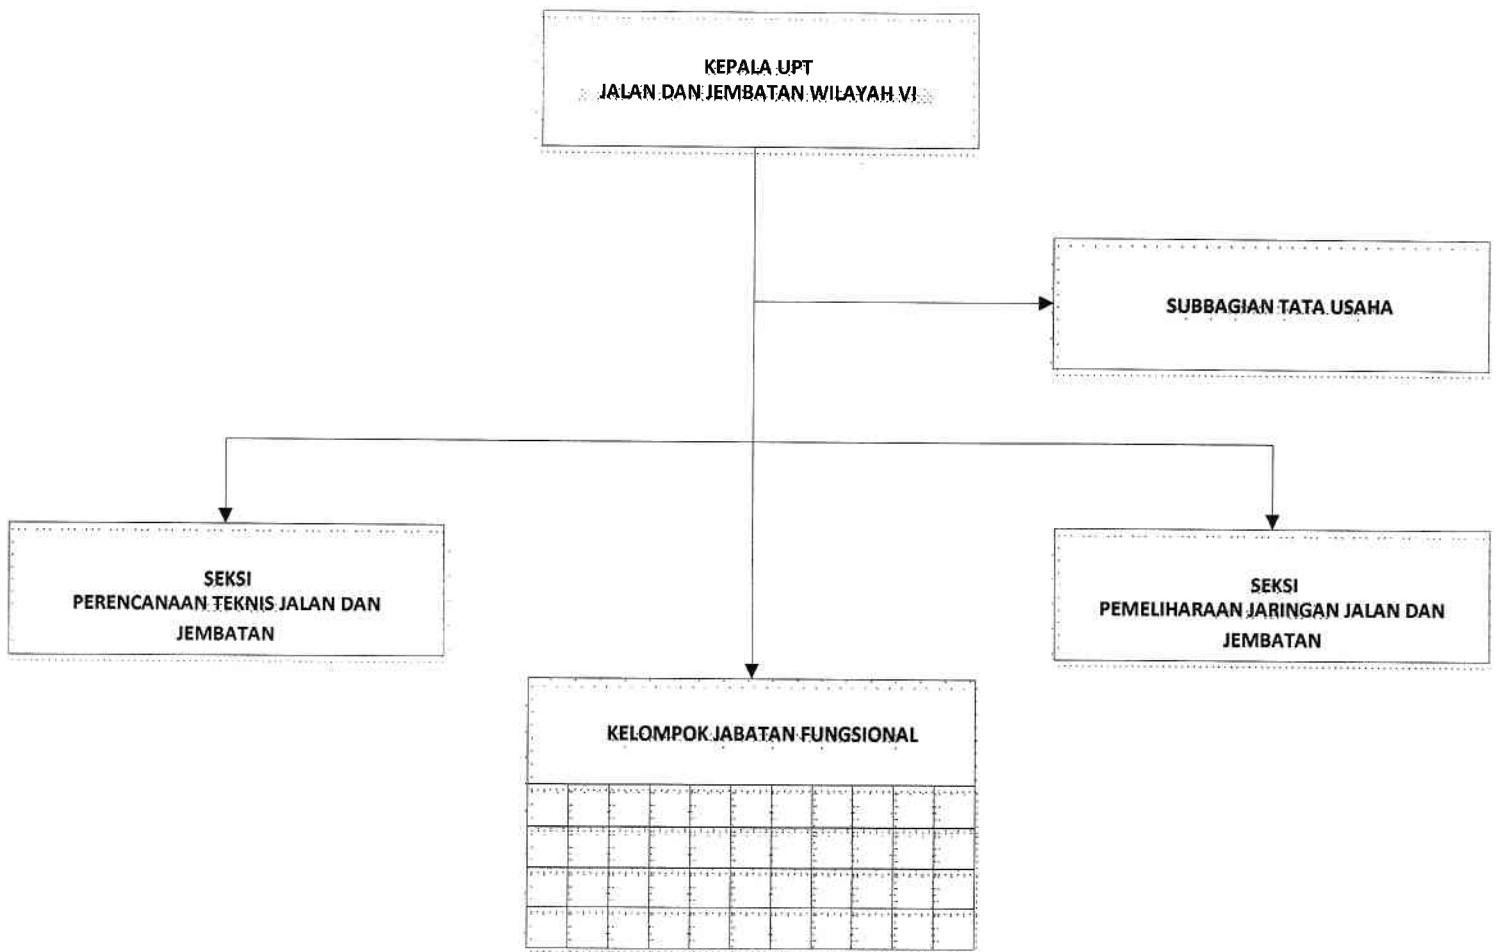 KEPALA UPT
JALAN DAN JEMBATAN WILAYAH VI
SUBBAGIAN TATA USAHA
SEKSI
PERENCANAAN TEKNIS JALAN DAN
JEMBATAN
SEKSI
PEMELIHARAAN JARINGAN JALAN DAN
JEMBATAN
KELOMPOK JABATAN FUNGSIONAL